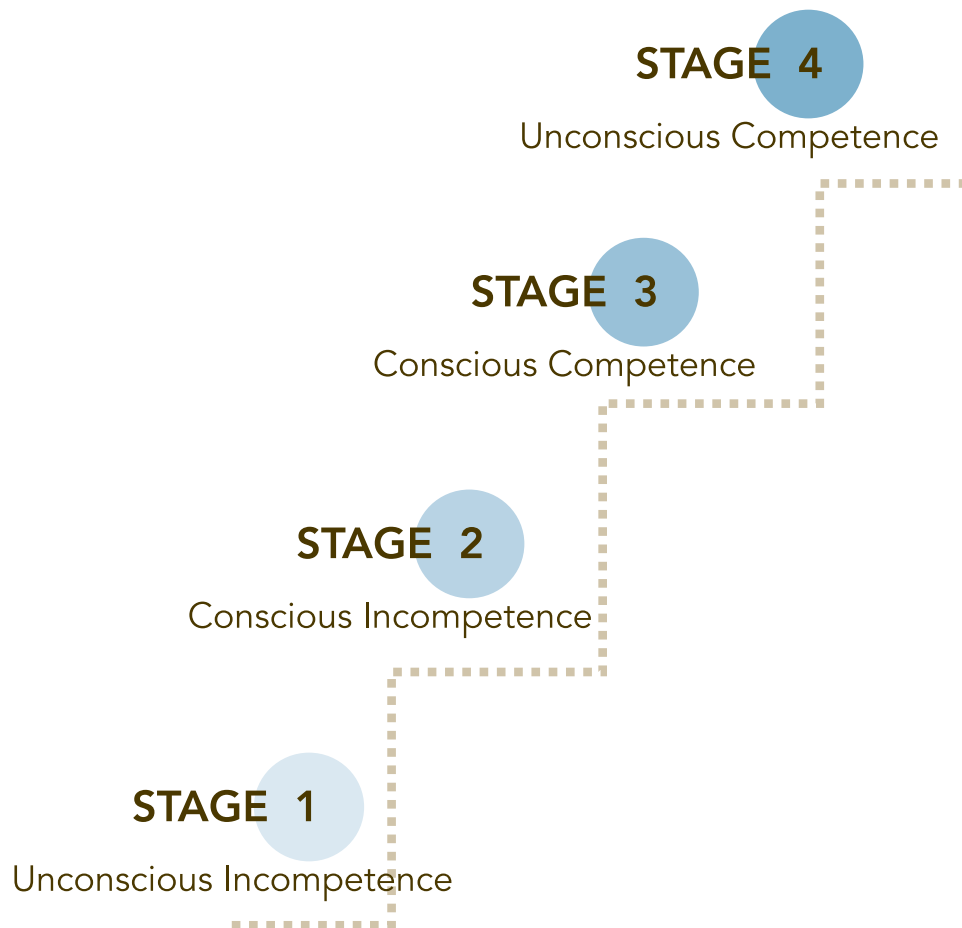 STAGE 4
Unconscious Competence
STAGE 3
Conscious Competence
STAGE 2
Conscious Incompetence
STAGE 1
Unconscious Incompetence